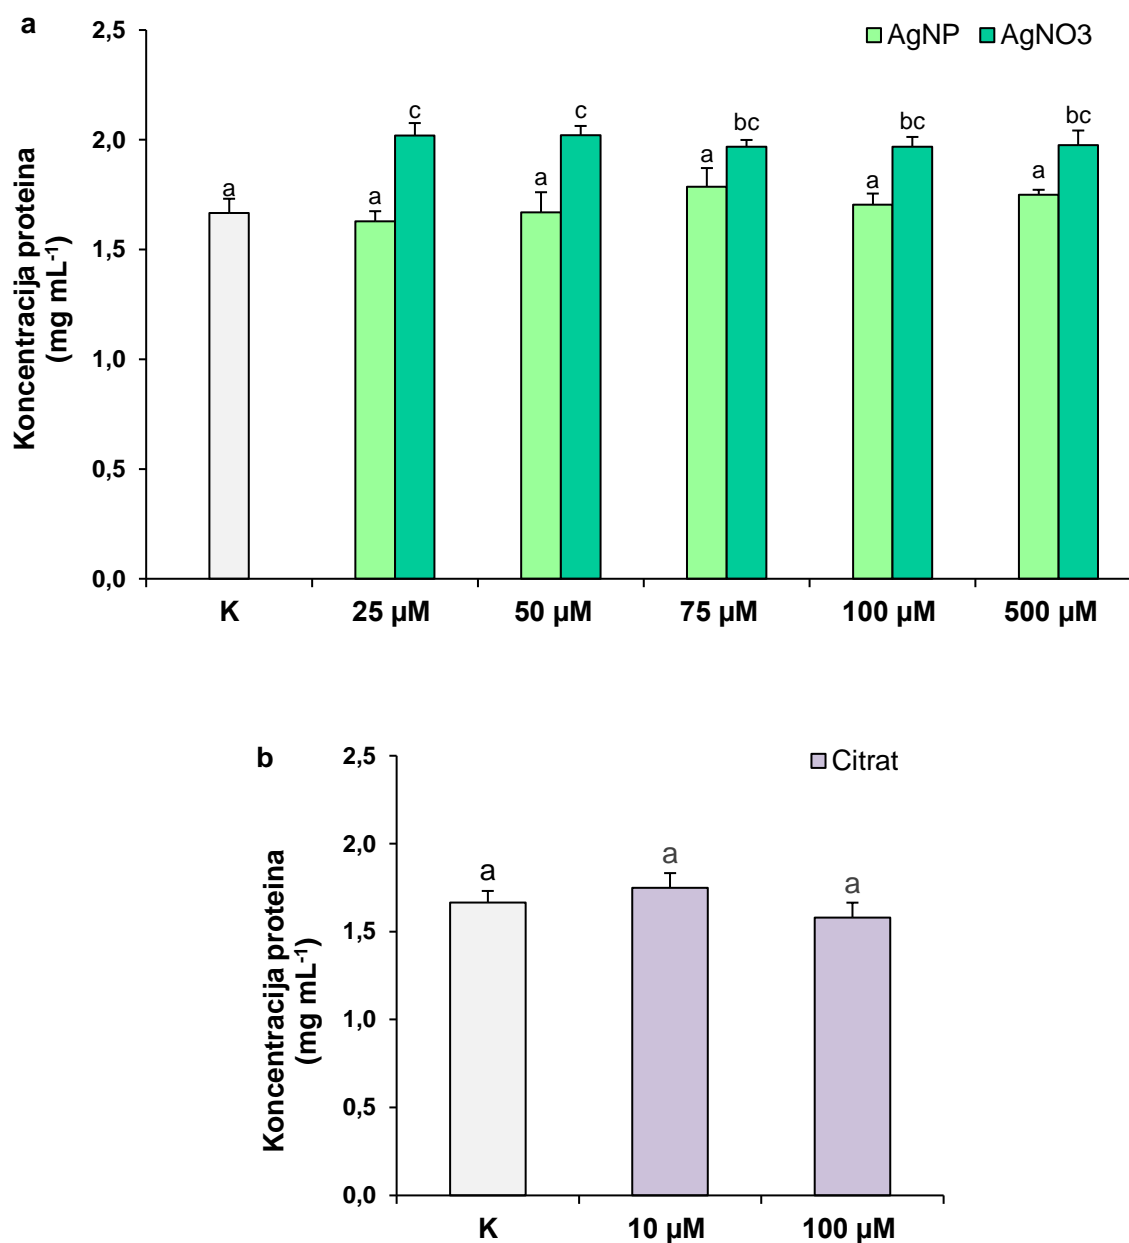 a
AgNP AgNO3
Koncentracija proteina
(mg mL-1)
2,5
2,0
1,5
1,0
0,5
0,0
a
a
c
a
c
a
bc
a
bc
a
bc
K 25 µM 50 µM 75 µM 100 µM 500 µM
b
Citrat
Koncentracija proteina
(mg mL-1)
2,5
2,0
1,5
1,0
0,5
0,0
a
a
a
K 10 µM 100 µM